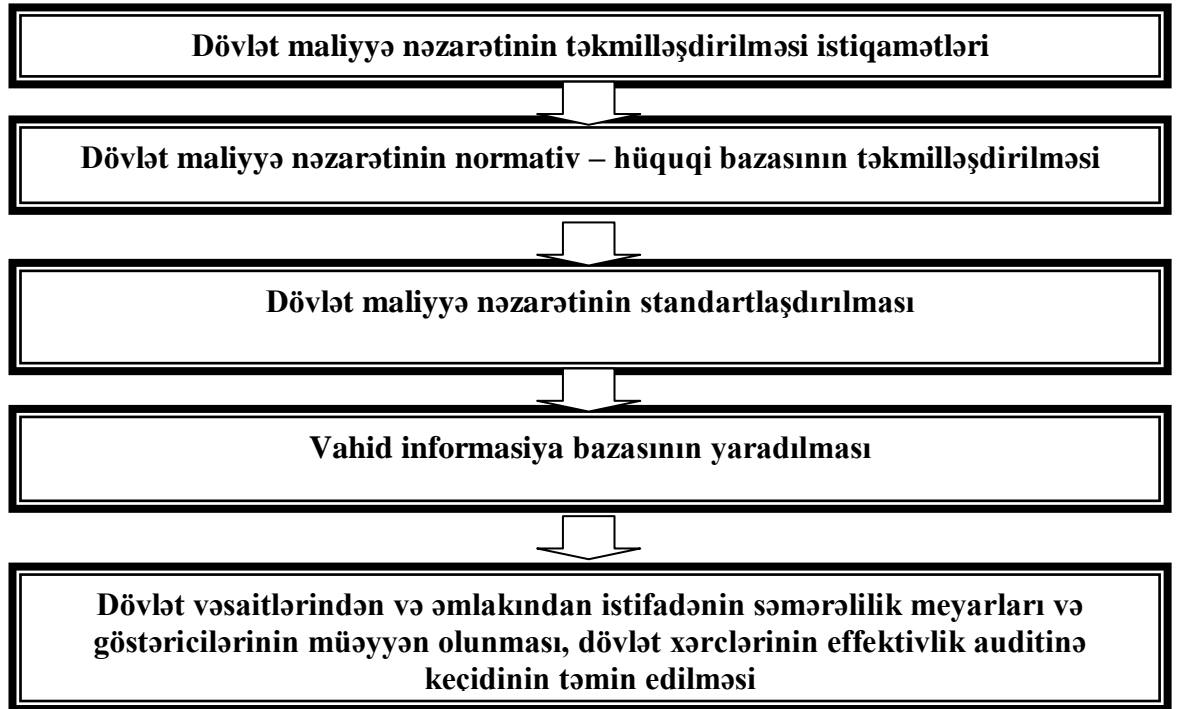 Dövlət maliyyə nəzarətinin təkmilləşdirilməsi istiqamətləri
Dövlət maliyyə nəzarətinin normativ – hüquqi bazasının təkmilləşdirilməsi
Dövlət maliyyə nəzarətinin standartlaşdırılması
Vahid informasiya bazasının yaradılması
Dövlət vəsaitlərindən və əmlakından istifadənin səmərəlilik meyarları və
göstəricilərinin müəyyən olunması, dövlət xərclərinin effektivlik auditinə
keçidinin təmin edilməsi